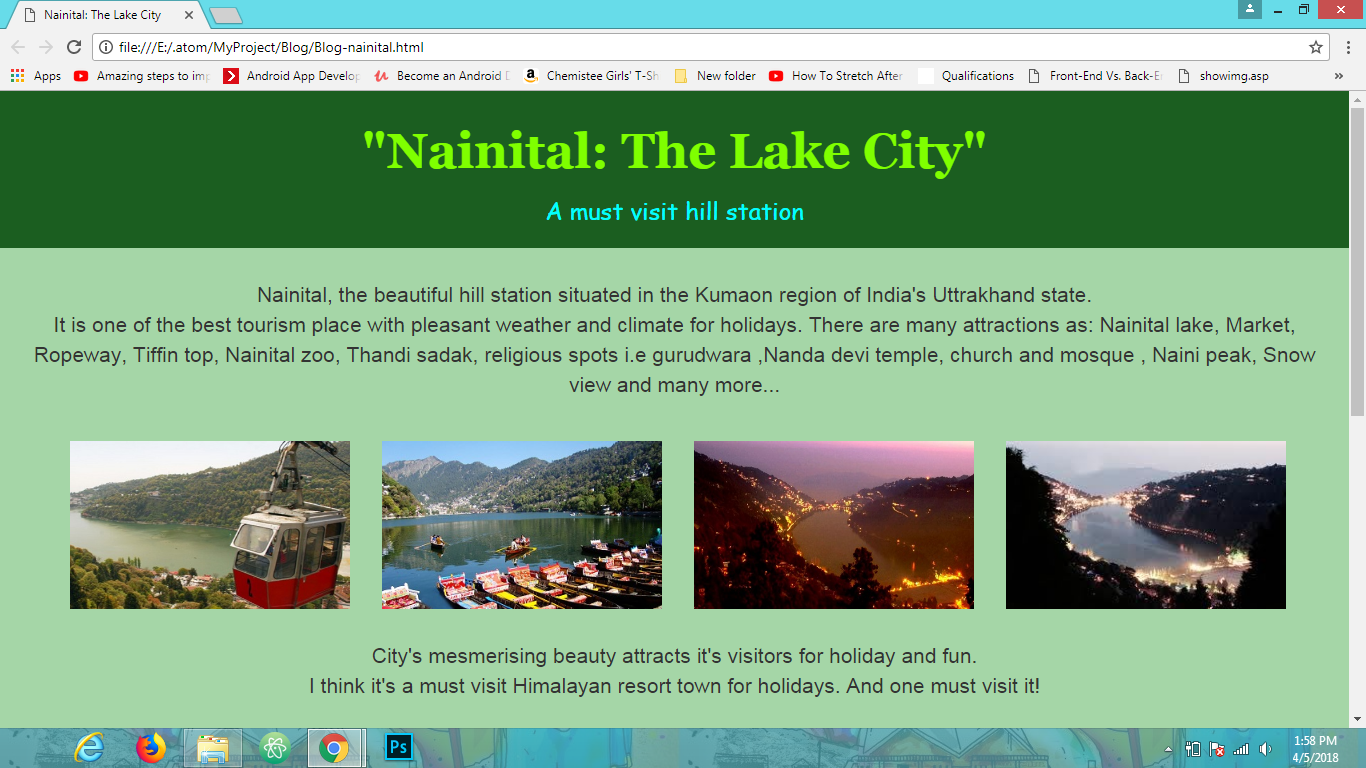 Nainital: The Lake City
file:///E:/.atom/MyProject/Blog/Blog-nainital.html
Apps Amazing steps to imp Android App Develop Become an Android D Chemistee Girls' T-Sh New folder How To Stretch After Qualifications Front-End Vs. Back-E showimg.asp »
"Nainital: The Lake City"
A must visit hill station
Nainital, the beautiful hill station situated in the Kumaon region of India's Uttrakhand state.
It is one of the best tourism place with pleasant weather and climate for holidays. There are many attractions as: Nainital lake, Market,
Ropeway, Tiffin top, Nainital zoo, Thandi sadak, religious spots i.e gurudwara ,Nanda devi temple, church and mosque , Naini peak, Snow
view and many more...
City's mesmerising beauty attracts it's visitors for holiday and fun.
I think it's a must visit Himalayan resort town for holidays. And one must visit it!
Ps
1:58 PM
4/5/2018